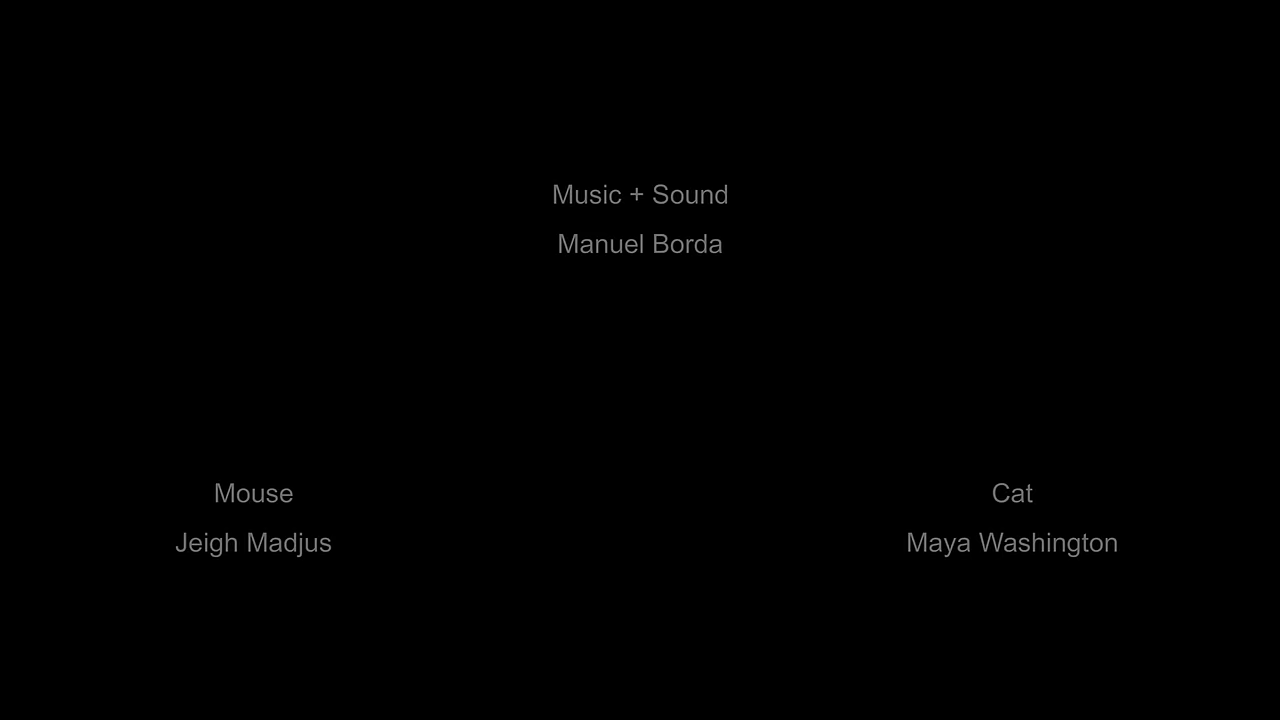 Music + Sound
Manuel Borda
Mouse
Jeigh Madjus
Cat
Maya Washington